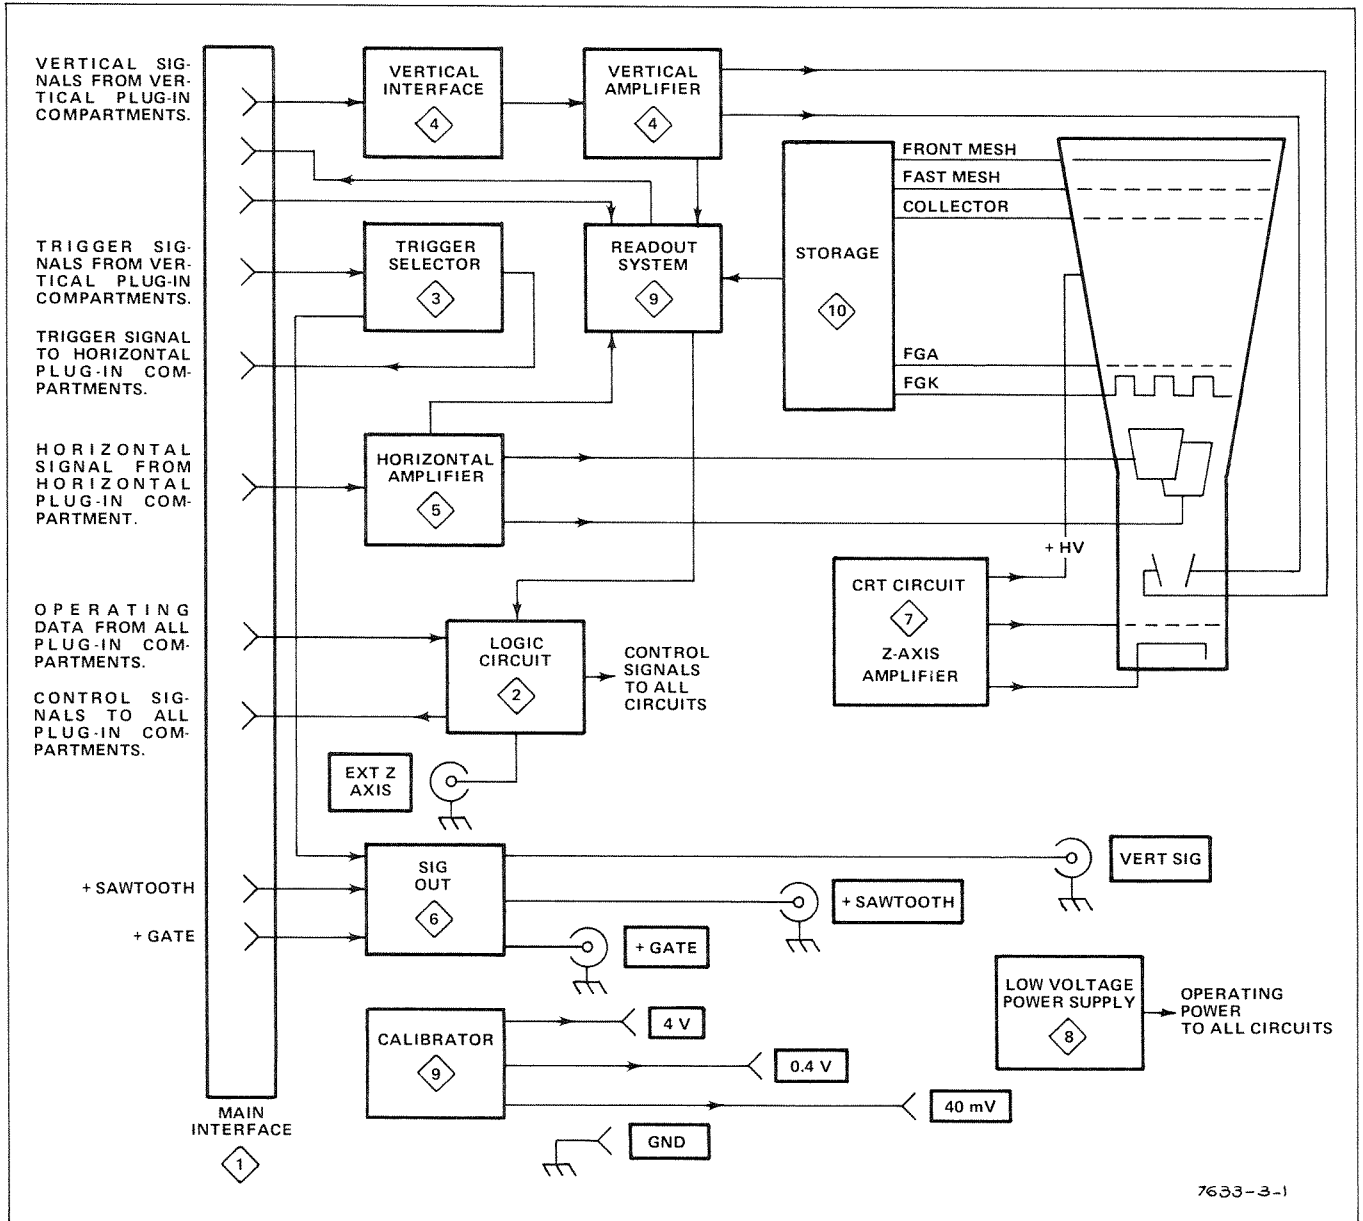 VERTICAL SIG-
NALS FROM VER-
TICAL PLUG-IN
COMPARTMENTS.
TRIGGER SIG-
NALS FROM VER-
TICAL PLUG-IN
COMPARTMENTS.
TRIGGER SIGNAL
TO HORIZONTAL
PLUG-IN COM-
PARTMENTS.
HORIZONTAL
SIGNAL FROM
HORIZONTAL
PLUG-IN COM-
PARTMENT.
OPERATING
DATA FROM ALL
PLUG-IN COM-
PARTMENTS.
CONTROL SIG-
NALS TO ALL
PLUG-IN COM-
PARTMENTS.
+ SAWTOOTH
+ GATE
MAIN
INTERFACE
1
VERTICAL
INTERFACE
4
VERTICAL
AMPLIFIER
4
TRIGGER
SELECTOR
3
READOUT
SYSTEM
9
STORAGE
10
FRONT MESH
FAST MESH
COLLECTOR
FGA
FGK
HORIZONTAL
AMPLIFIER
5
+ HV
CRT CIRCUIT
7
Z-AXIS
AMPLIFIER
LOGIC
CIRCUIT
2
CONTROL
SIGNALS
TO ALL
CIRCUITS
EXT Z
AXIS
SIG
OUT
6
VERT SIG
+ SAWTOOTH
+ GATE
LOW VOLTAGE
POWER SUPPLY
8
OPERATING
POWER
TO ALL CIRCUITS
CALIBRATOR
9
4 V
0.4 V
40 mV
GND
7633-3-1